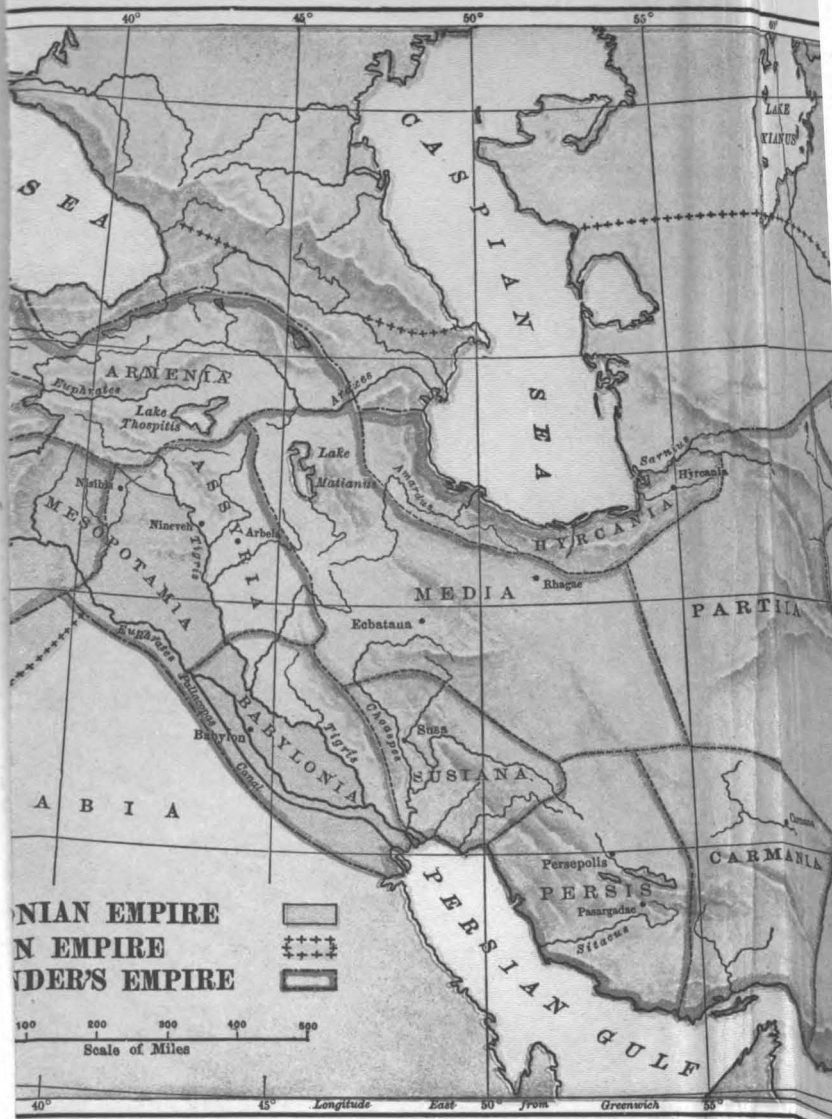 40°
45°
50°
55°
60°
LAKE
XIANUS
CASPIAN SEA
SEA
ARMENIA
Euphrates
Lake
Thospitis
Araxes
ASSYRIA
Lake
Matianus
Amardus
Sarnius
Hyrcania
HYRCANIA
Nisibis
MESOPOTAMIA
Nineveh
Tigris
Arbela
MEDIA
Rhagae
PARTHIA
Ecbatana
Euphrates
Pallacopas
Canal
BABYLONIA
Babylon
Tigris
Choaspes
Susa
SUSIANA
ABIA
Persepolis
PERSIS
Pasargadae
Sitacus
CARMANIA
PERSIAN GULF
NIAN EMPIRE
N EMPIRE
NDER'S EMPIRE
100 200 300 400 500
Scale of Miles
40° 45° Longitude East 50° from Greenwich 55°